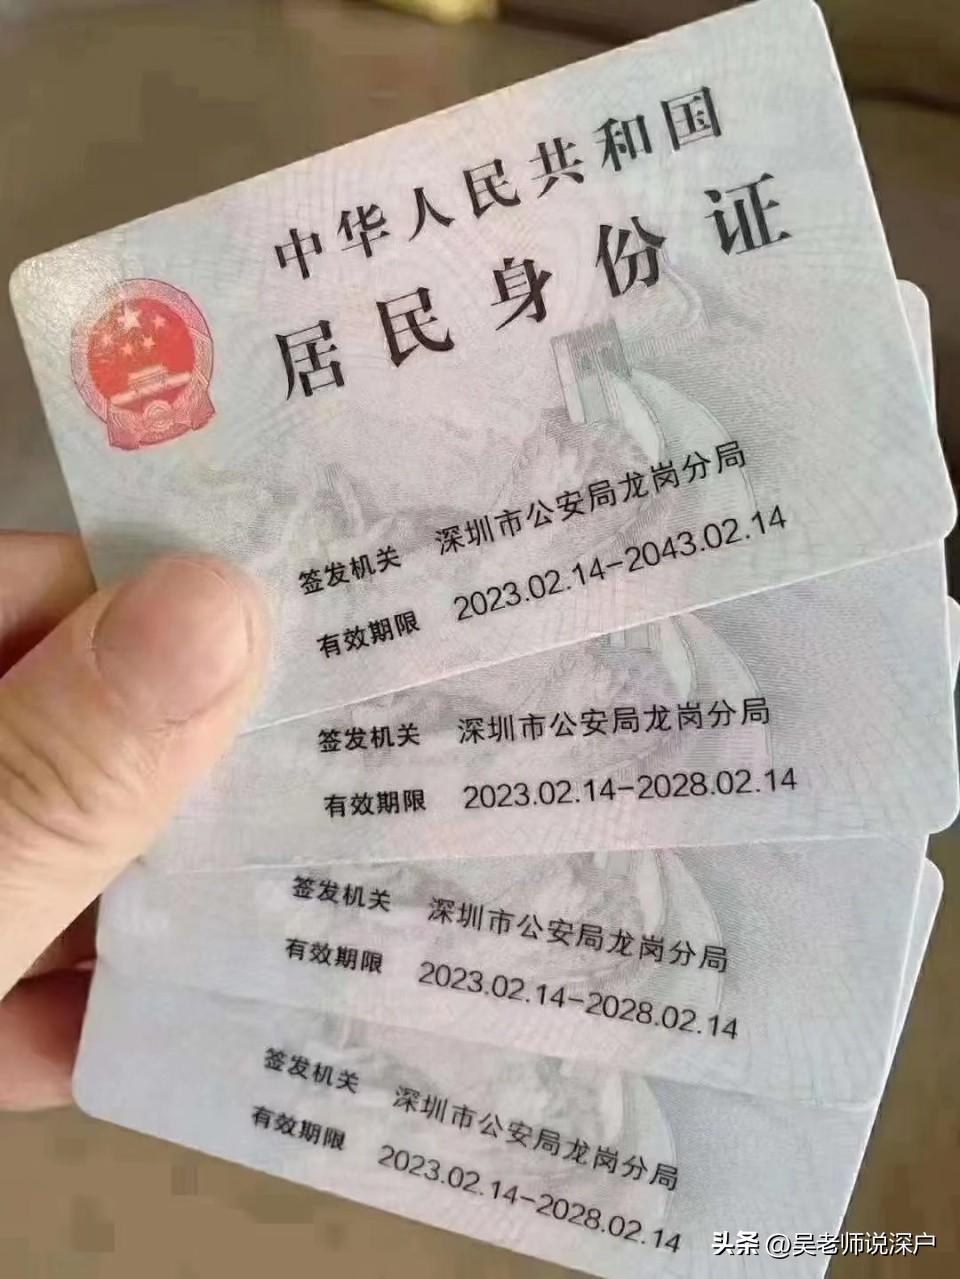 中华人民共和国
居民身份证
签发机关 深圳市公安局龙岗分局
有效期限 2023.02.14-2043.02.14
签发机关 深圳市公安局龙岗分局
有效期限 2023.02.14-2028.02.14
签发机关 深圳市公安局龙岗分局
有效期限 2023.02.14-2028.02.14
签发机关 深圳市公安局龙岗分局
有效期限 2023.02.14-2028.02.14
头条 @吴老师说深户